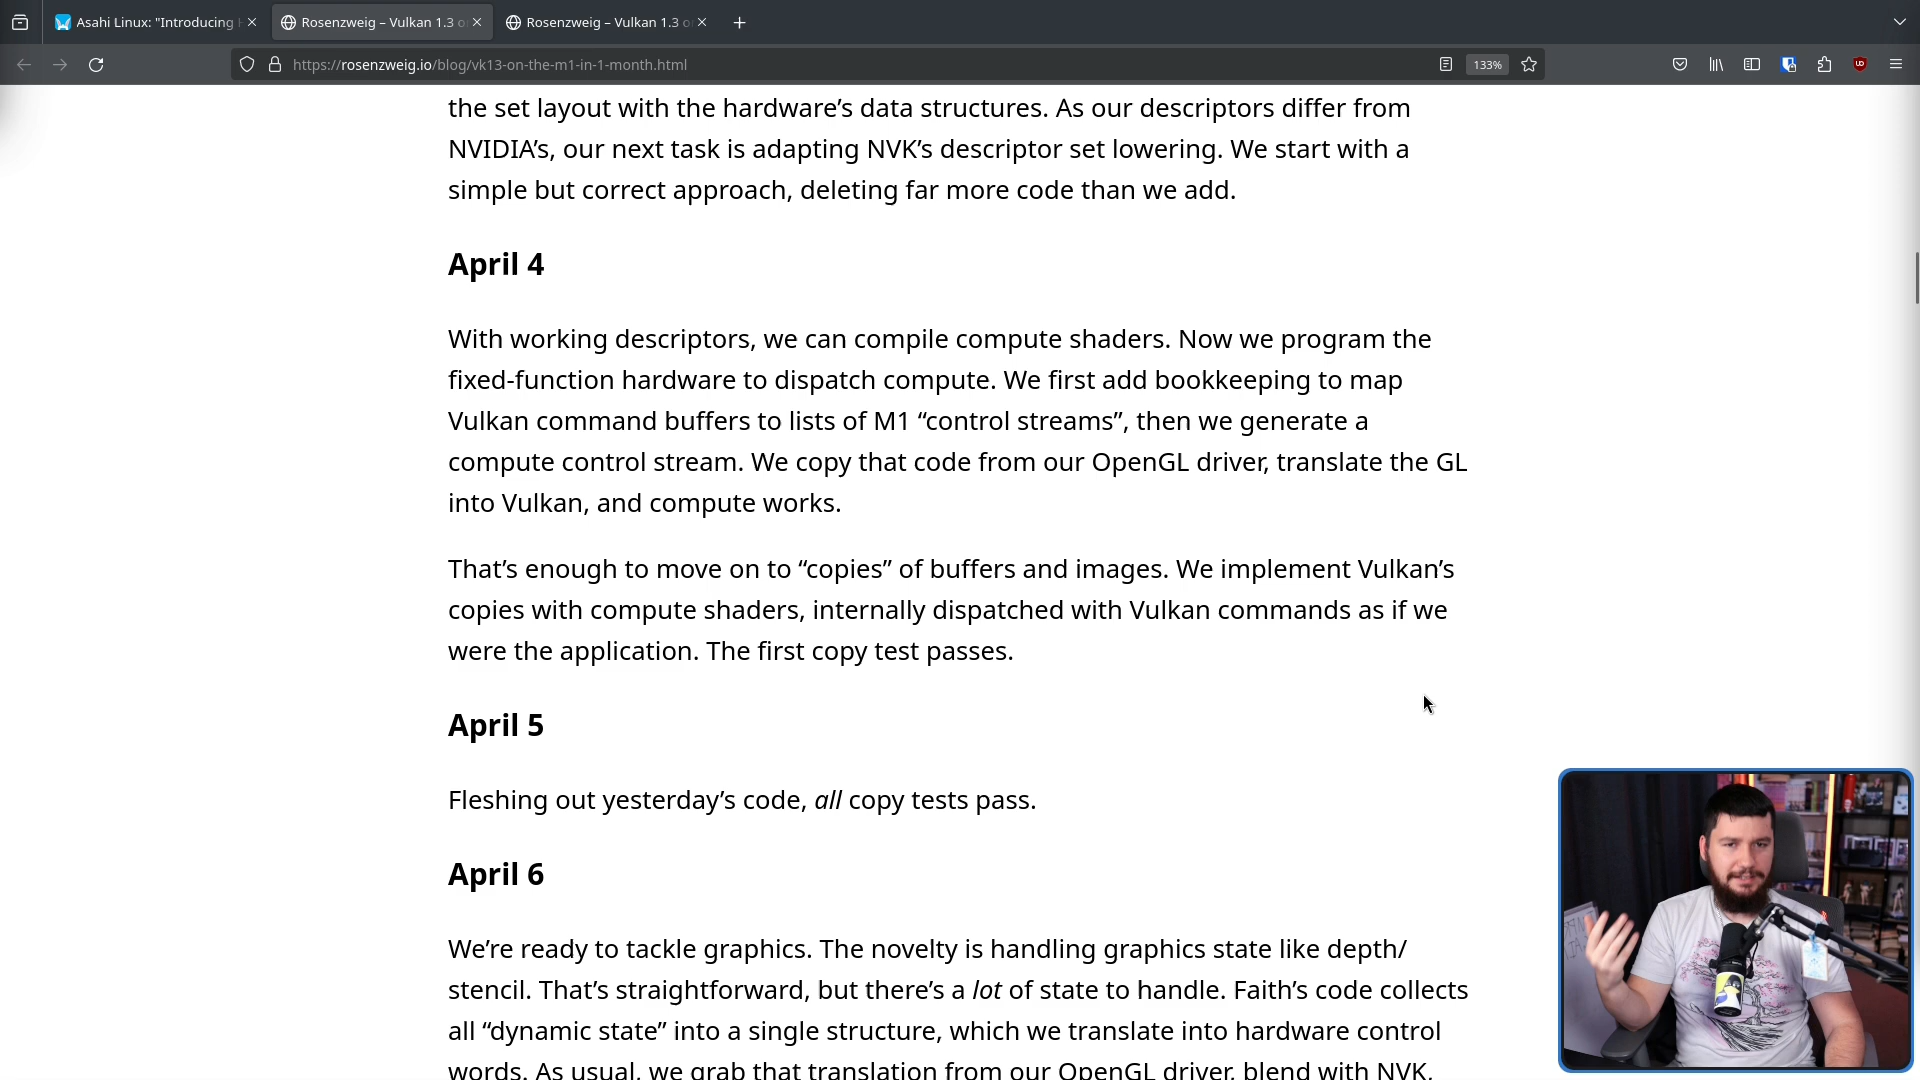 Asahi Linux: "Introducing
Rosenzweig – Vulkan 1.3 o
Rosenzweig – Vulkan 1.3 o
https://rosenzweig.io/blog/vk13-on-the-m1-in-1-month.html
133%
the set layout with the hardware’s data structures. As our descriptors differ from
NVIDIA’s, our next task is adapting NVK’s descriptor set lowering. We start with a
simple but correct approach, deleting far more code than we add.
April 4
With working descriptors, we can compile compute shaders. Now we program the
fixed-function hardware to dispatch compute. We first add bookkeeping to map
Vulkan command buffers to lists of M1 “control streams”, then we generate a
compute control stream. We copy that code from our OpenGL driver, translate the GL
into Vulkan, and compute works.
That’s enough to move on to “copies” of buffers and images. We implement Vulkan’s
copies with compute shaders, internally dispatched with Vulkan commands as if we
were the application. The first copy test passes.
April 5
Fleshing out yesterday’s code, all copy tests pass.
April 6
We’re ready to tackle graphics. The novelty is handling graphics state like depth/
stencil. That’s straightforward, but there’s a lot of state to handle. Faith’s code collects
all “dynamic state” into a single structure, which we translate into hardware control
words. As usual, we grab that translation from our OpenGL driver, blend with NVK,